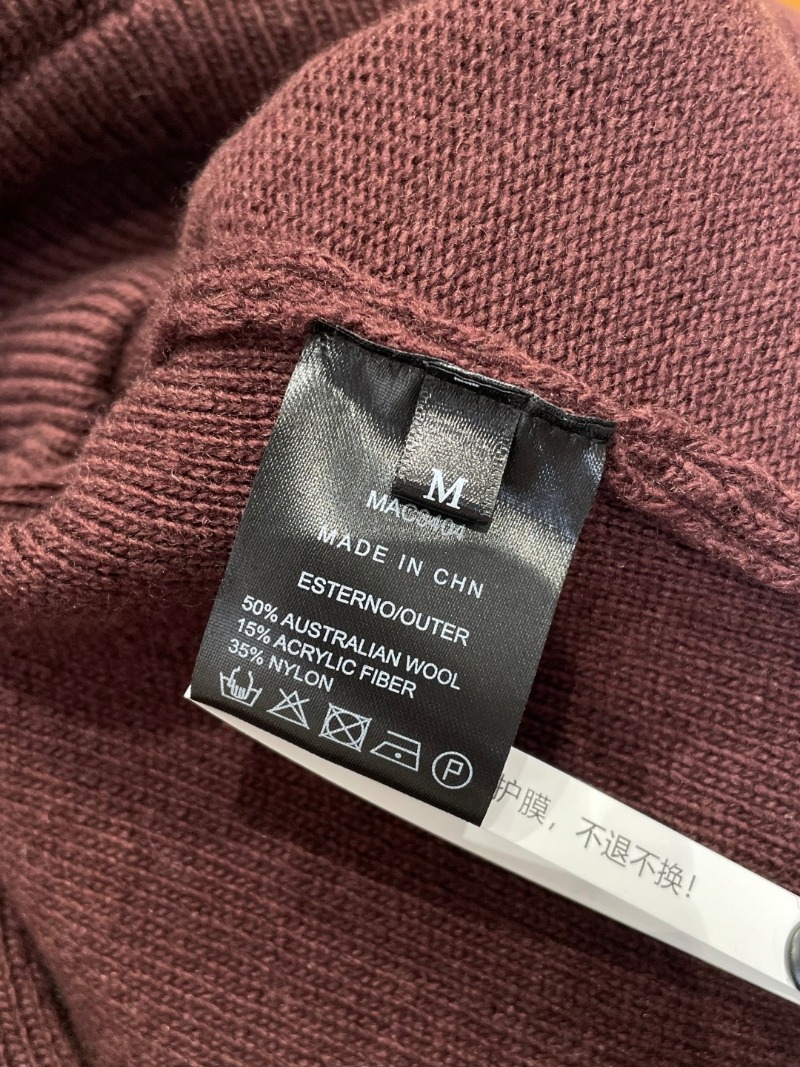 M
MADE IN CHN
ESTERNO/OUTER
50% AUSTRALIAN WOOL
15% ACRYLIC FIBER
35% NYLON
P
护膜，不退不换！